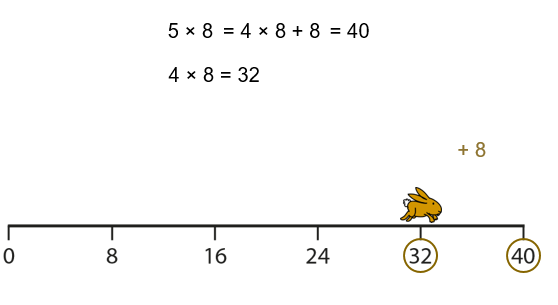 5 × 8 = 4 × 8 + 8 = 40
4 × 8 = 32
+ 8
0 8 16 24 32 40